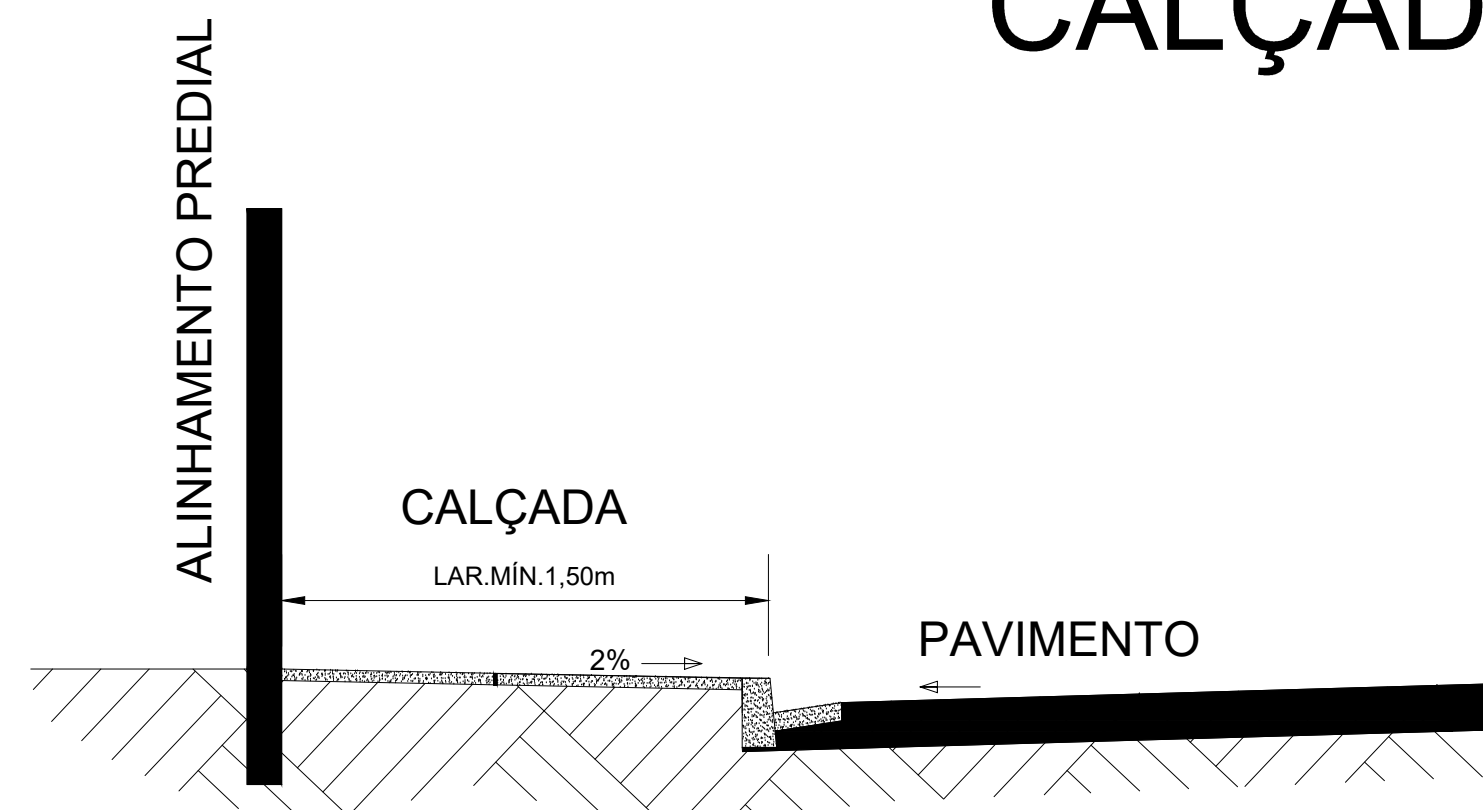 CALÇAD
ALINHAMENTO PREDIAL
CALÇADA
LAR.MÍN.1,50m
2%
PAVIMENTO